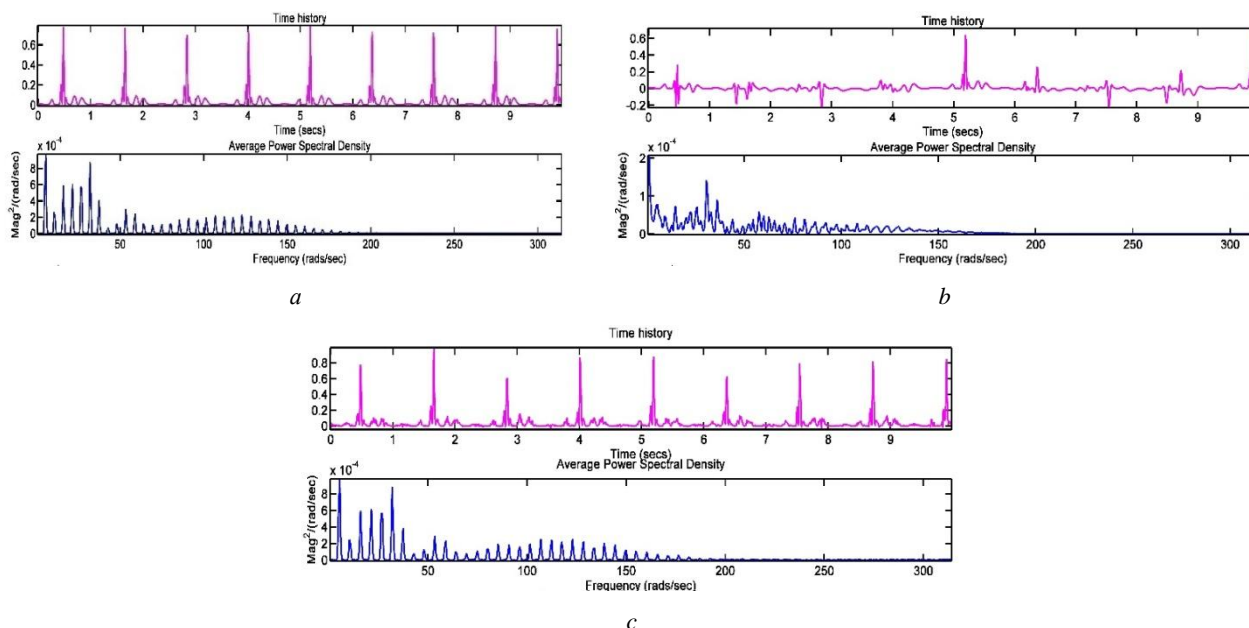 Time history
0.6
0.4
0.2
0
0 1 2 3 4 5 6 7 8 9
Time (secs)
x 10⁻⁴
Average Power Spectral Density
Mag²/(rad/sec)
8
6
4
2
0
50 100 150 200 250 300
Frequency (rads/sec)
a
Time history
0.6
0.4
0.2
0
-0.2
0 1 2 3 4 5 6 7 8 9
Time (secs)
x 10⁻⁴
Average Power Spectral Density
Mag²/(rad/sec)
2
1
0
50 100 150 200 250 300
Frequency (rads/sec)
b
Time history
0.8
0.6
0.4
0.2
0
0 1 2 3 4 5 6 7 8 9
Time (secs)
x 10⁻⁴
Average Power Spectral Density
Mag²/(rad/sec)
8
6
4
2
0
50 100 150 200 250 300
Frequency (rads/sec)
c